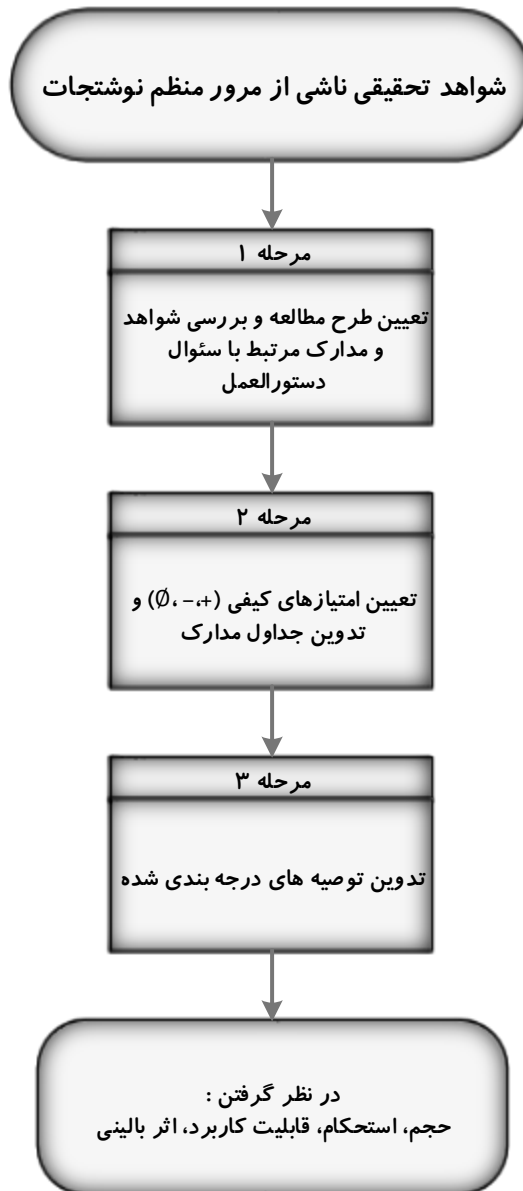 شواهد تحقیقی ناشی از مرور منظم نوشتجات
مرحله ۱
تعیین طرح مطالعه و بررسی شواهد
و مدارک مرتبط با سئوال
دستورالعمل
مرحله ۲
تعیین امتیازهای کیفی (+،−،Ø) و
تدوین جداول مدارک
مرحله ۳
تدوین توصیه های درجه بندی شده
در نظر گرفتن :
حجم، استحکام، قابلیت کاربرد، اثر بالینی